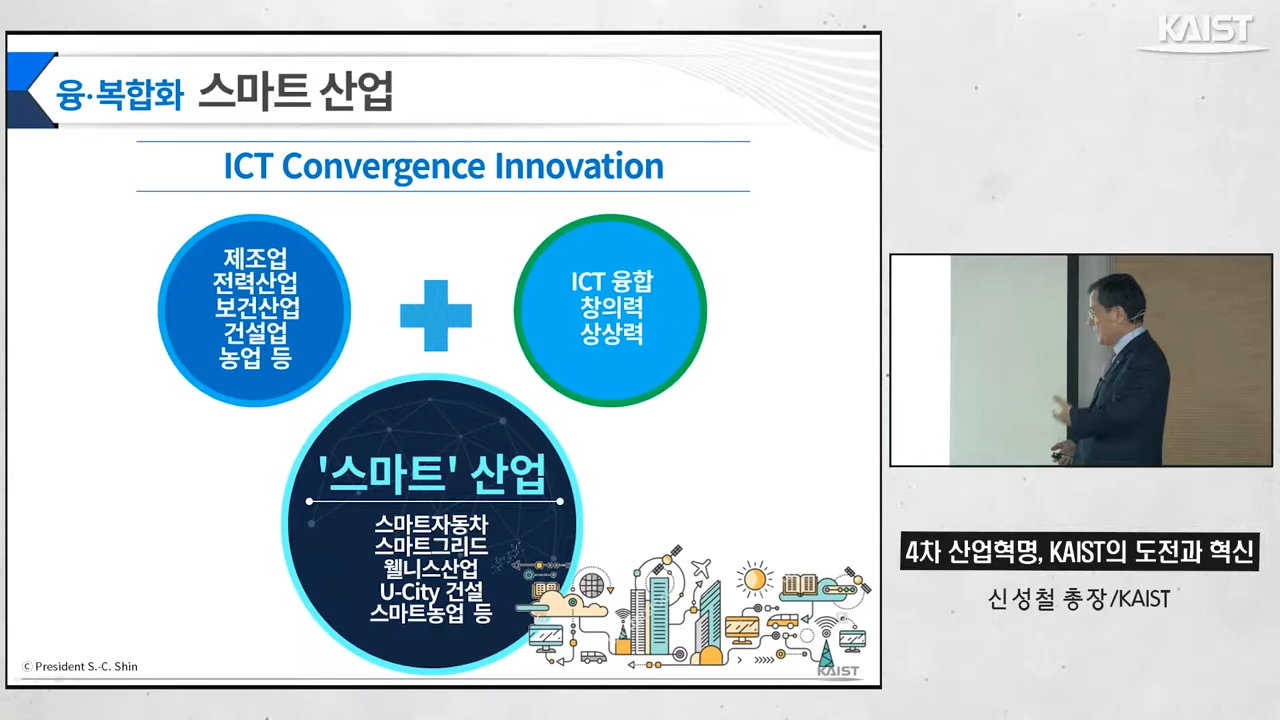 KAIST
융·복합화 스마트 산업
ICT Convergence Innovation
제조업
전력산업
보건산업
건설업
농업 등
ICT 융합
창의력
상상력
'스마트' 산업
스마트자동차
스마트그리드
웰니스산업
U-City 건설
스마트농업 등
ⓒ President S.-C. Shin
KAIST
4차 산업혁명, KAIST의 도전과 혁신
신성철 총장/KAIST